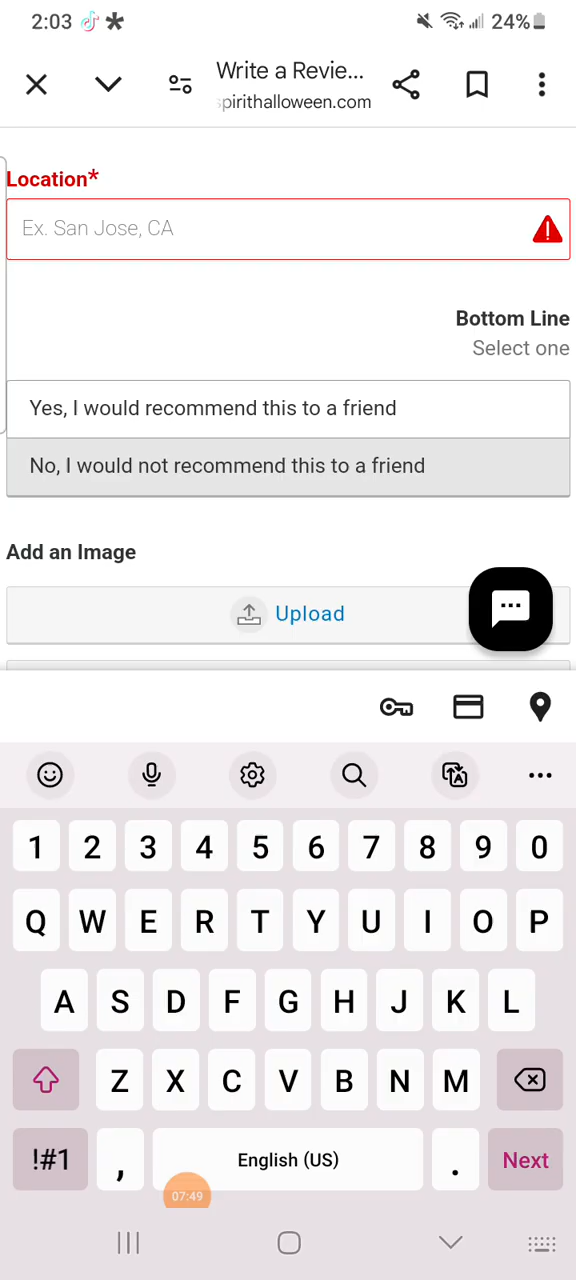 2:03
24%
Write a Revie...
spirithalloween.com
Location*
Ex. San Jose, CA
Bottom Line
Select one
Yes, I would recommend this to a friend
No, I would not recommend this to a friend
Add an Image
Upload
1 2 3 4 5 6 7 8 9 0
Q W E R T Y U I O P
A S D F G H J K L
Z X C V B N M
!#1 , English (US) . Next
07:49